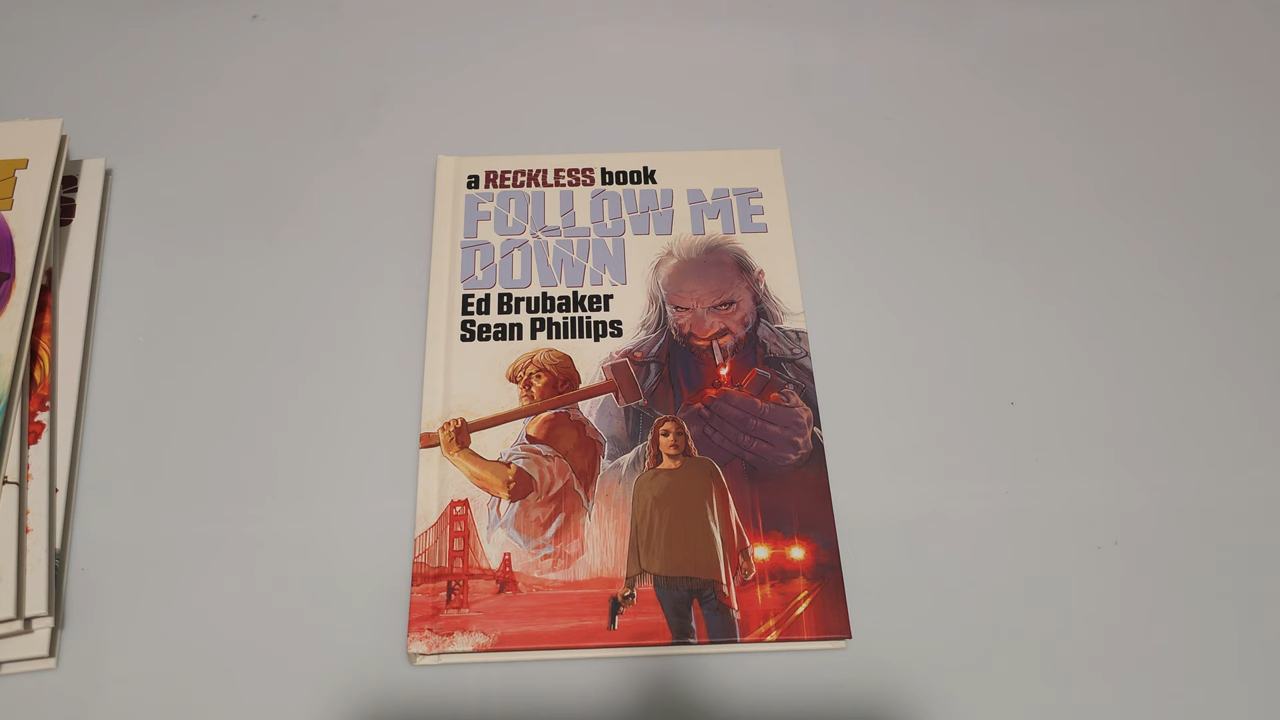 a RECKLESS book
FOLLOW ME
DOWN
Ed Brubaker
Sean Phillips